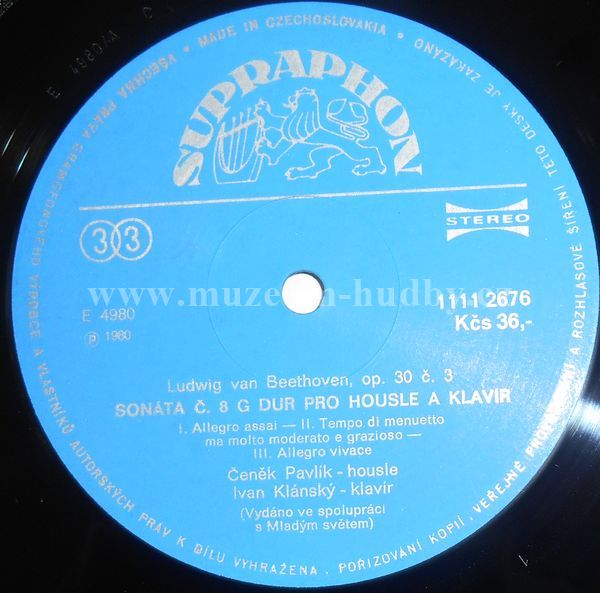 VŠECHNA PRÁVA GRAMOFONOVÉHO VÝROBCE A VLASTNÍKŮ AUTORSKÝCH PRÁV K DÍLU VYHRAŽENA. POŘIZOVÁNÍ KOPIÍ, VEŘEJNÉ A ROZHLASOVÉ ŠÍŘENÍ TÉTO DESKY JE ZAKÁZÁNO • MADE IN CZECHOSLOVAKIA •
E 4980/A
SUPRAPHON
33
STEREO
www.muzeum-hudby.cz
E 4980
℗ 1980
1111 2676
Kčs 36,-
Ludwig van Beethoven, op. 30 č. 3
SONÁTA Č. 8 G DUR PRO HOUSLE A KLAVÍR
I. Allegro assai — II. Tempo di menuetto
ma molto moderato e grazioso —
III. Allegro vivace
Čeněk Pavlík - housle
Ivan Klánský - klavír
(Vydáno ve spolupráci
s Mladým světem)